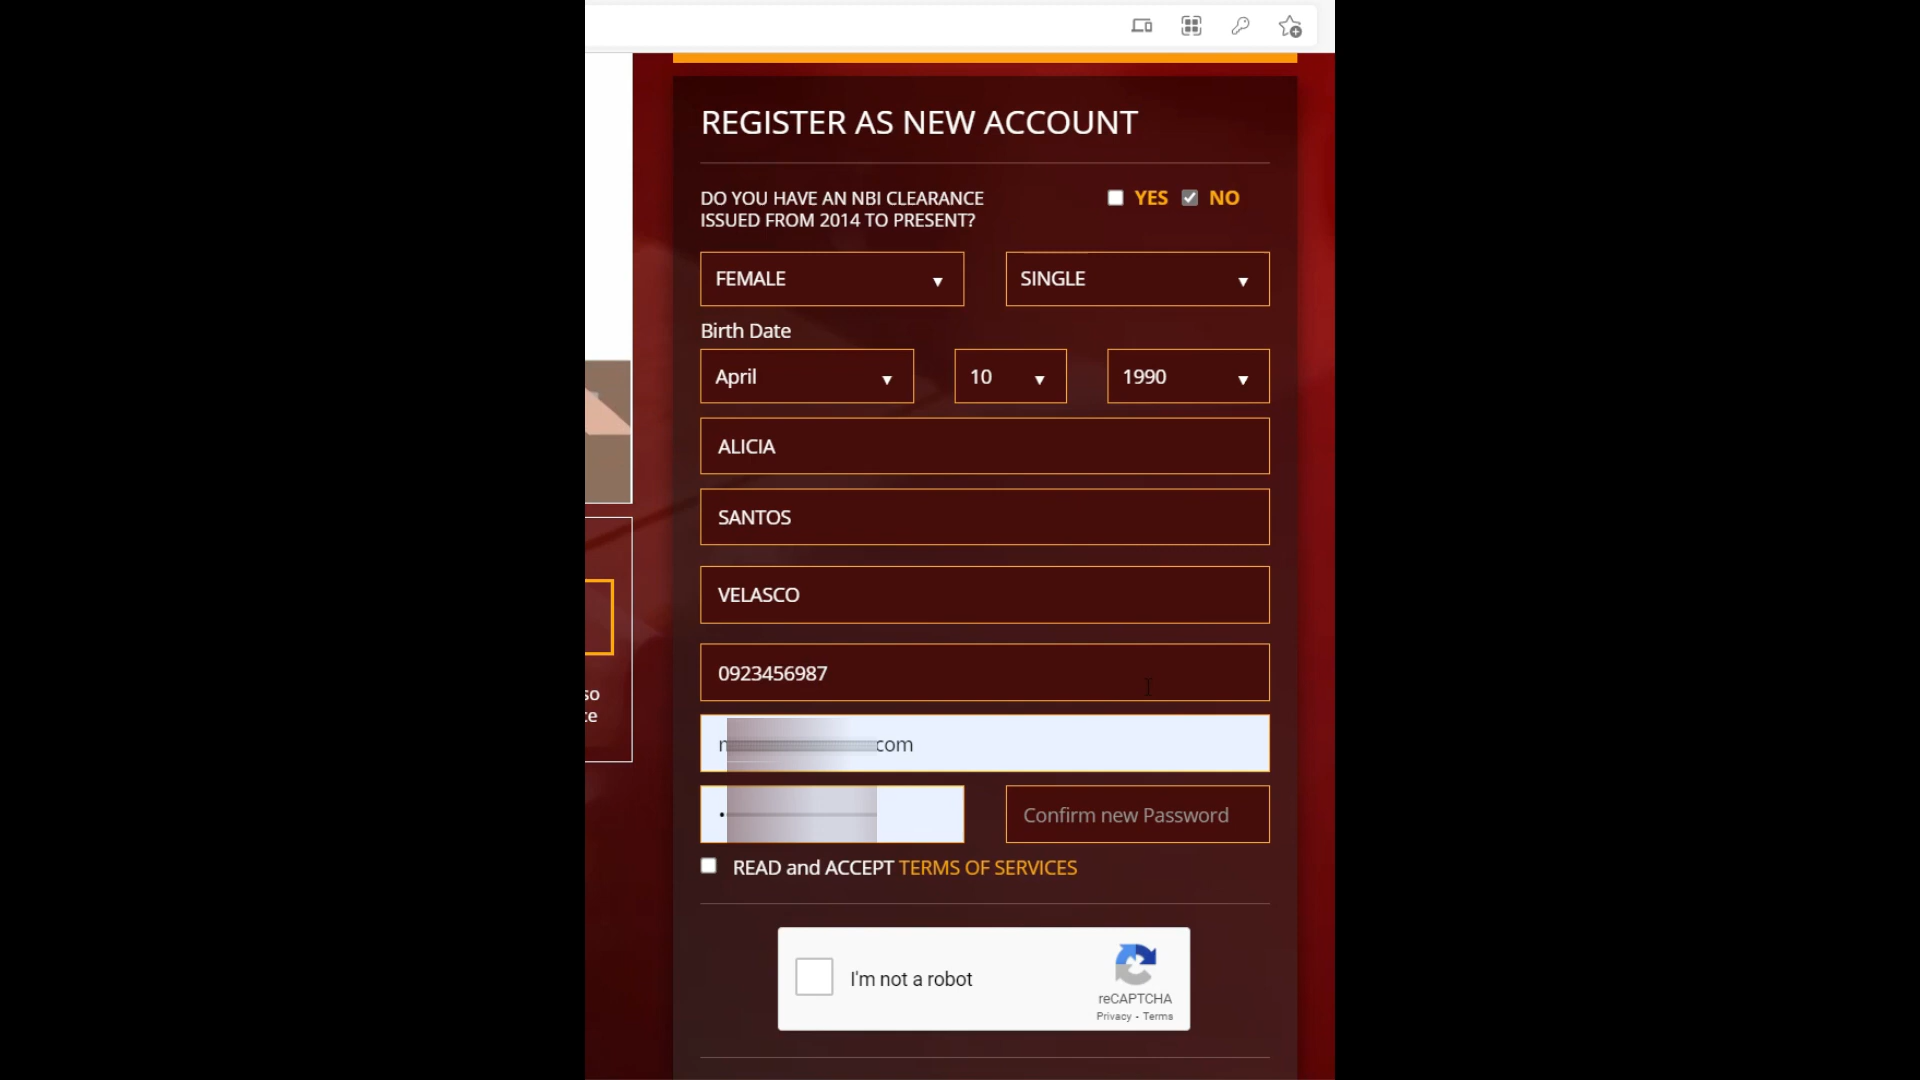 REGISTER AS NEW ACCOUNT
DO YOU HAVE AN NBI CLEARANCE
ISSUED FROM 2014 TO PRESENT?
YES NO
FEMALE SINGLE
Birth Date
April 10 1990
ALICIA
SANTOS
VELASCO
0923456987
com
Confirm new Password
READ and ACCEPT TERMS OF SERVICES
I'm not a robot
reCAPTCHA
Privacy - Terms